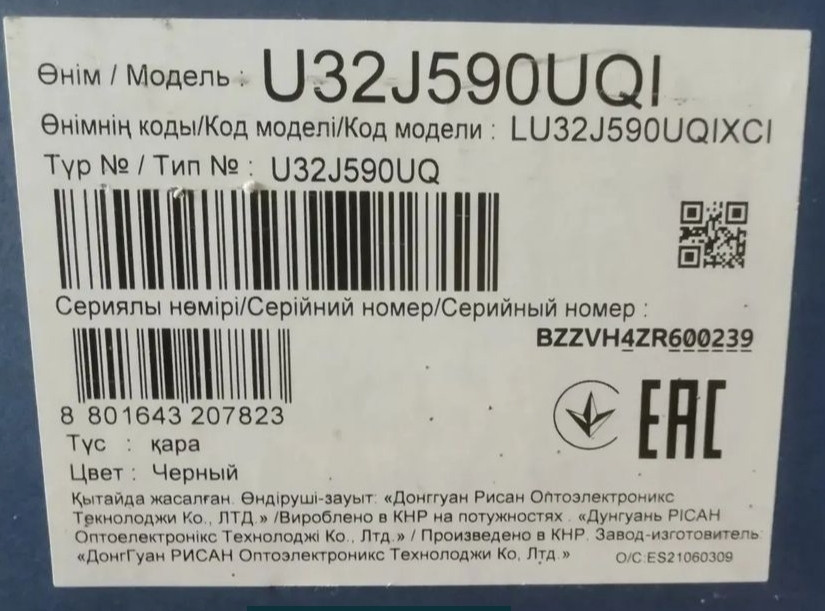 Өнім / Модель : U32J590UQI
Өнімнің коды/Код моделі/Код модели : LU32J590UQIXCI
Түр № / Тип № : U32J590UQ
Сериялы нөмірі/Серійний номер/Серийный номер :
BZZVH4ZR600239
8 801643 207823
EAC
Түс : қара
Цвет : Черный
Қытайда жасалған. Өндіруші-зауыт: «Донггуан Рисан Оптоэлектроникс
Текнолоджи Ко., ЛТД.» /Вироблено в КНР на потужностях : «Дунгуань РІСАН
Оптоелектронікс Технолоджі Ко., Лтд.» / Произведено в КНР. Завод-изготовитель:
«ДонгГуан РИСАН Оптоэлектроникс Технолоджи Ко, Лтд.» O/C:ES21060309